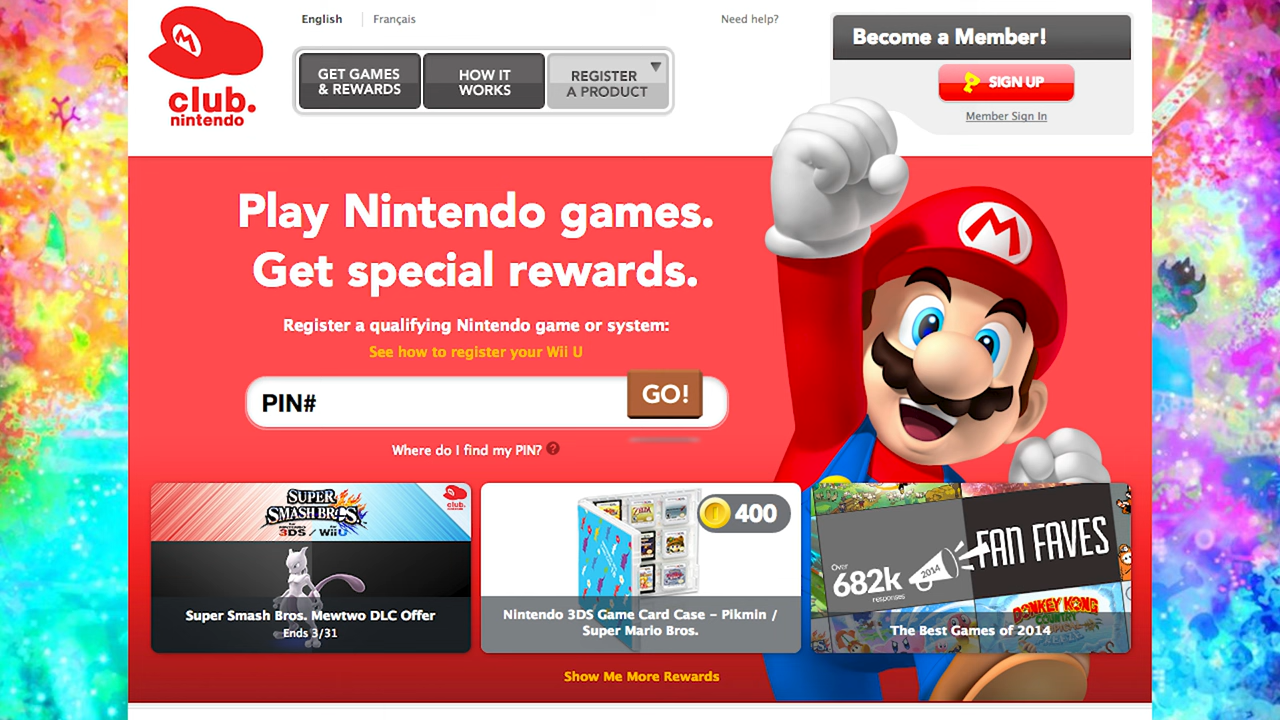 English
Français
Need help?
Become a Member!
M
club.
nintendo
GET GAMES
& REWARDS
HOW IT
WORKS
REGISTER
A PRODUCT
SIGN UP
Member Sign In
Play Nintendo games.
Get special rewards.
M
Register a qualifying Nintendo game or system:
See how to register your Wii U
PIN#
GO!
Where do I find my PIN? ?
SUPER
SMASH BROS.
3DS / Wii U
club.
400
Over
682k
responses
2014
FAN FAVES
Super Smash Bros. Mewtwo DLC Offer
Ends 3/31
Nintendo 3DS Game Card Case – Pikmin /
Super Mario Bros.
DONKEY KONG
COUNTRY
The Best Games of 2014
Show Me More Rewards